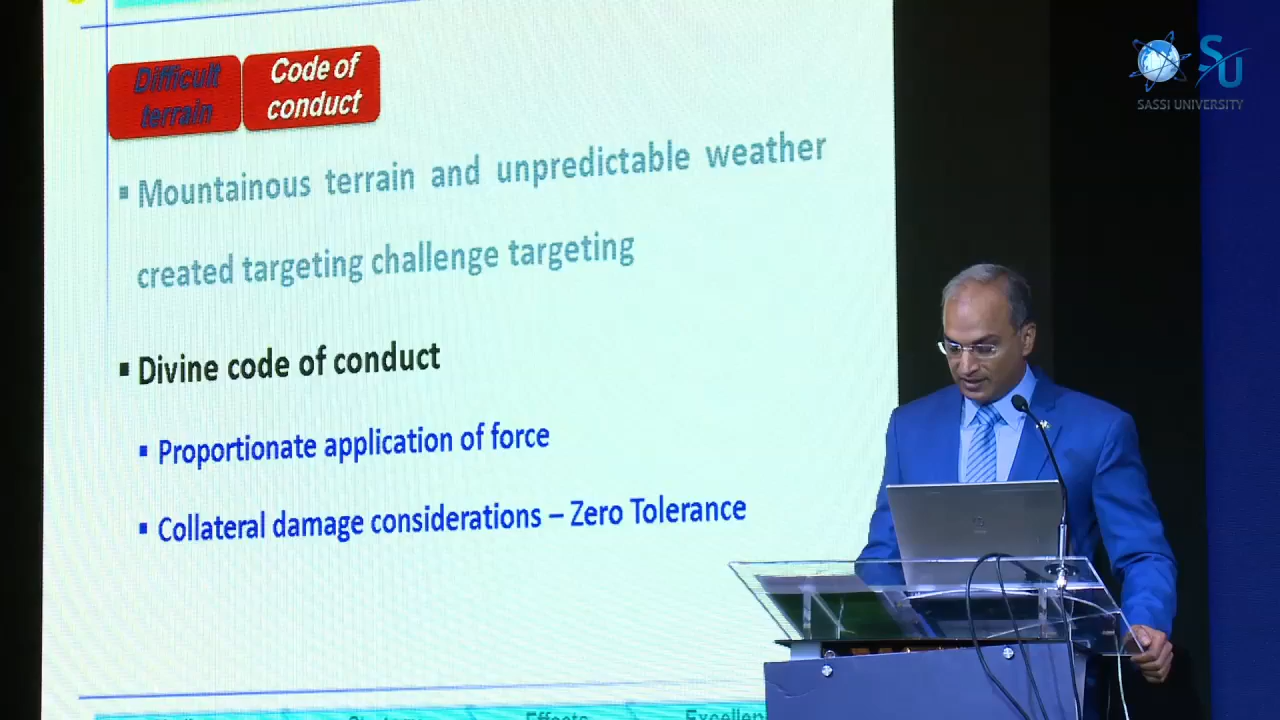 Difficult terrain
Code of conduct
▪ Mountainous terrain and unpredictable weather
created targeting challenge targeting
▪ Divine code of conduct
▪ Proportionate application of force
▪ Collateral damage considerations – Zero Tolerance
SU
SASSI UNIVERSITY